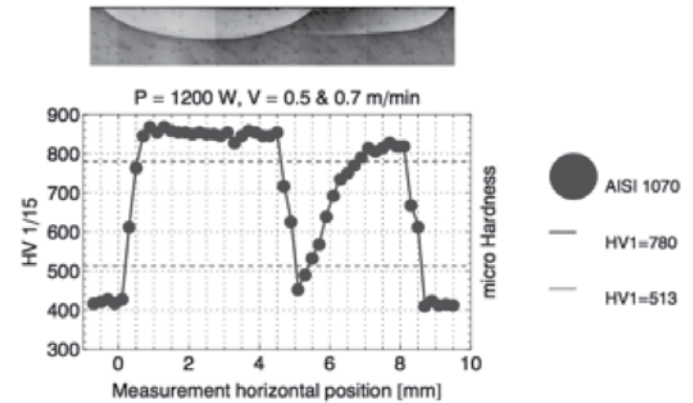 P = 1200 W, V = 0.5 & 0.7 m/min
900
800
700
600
500
400
300
HV 1/15
micro Hardness
0 2 4 6 8 10
Measurement horizontal position [mm]
AISI 1070
HV1=780
HV1=513